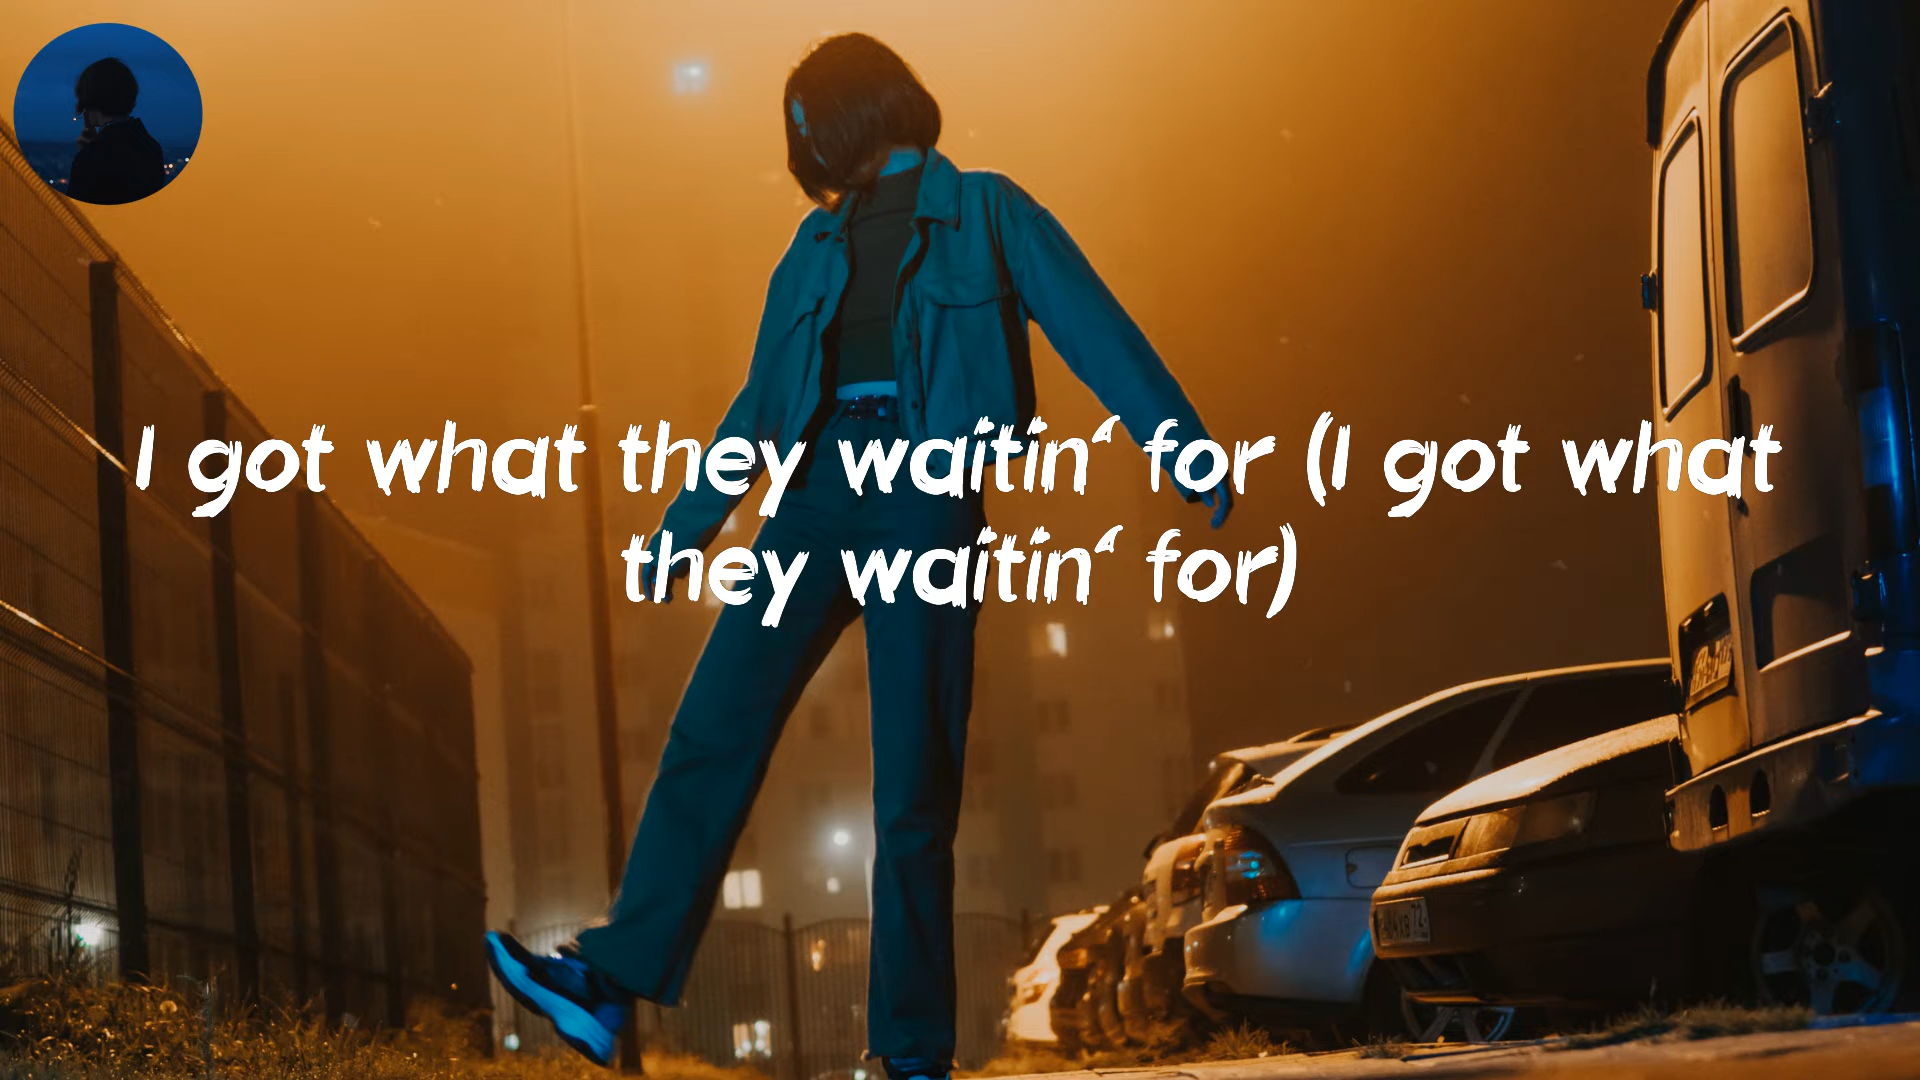 I got what they waitin‘ for (I got what
they waitin‘ for)